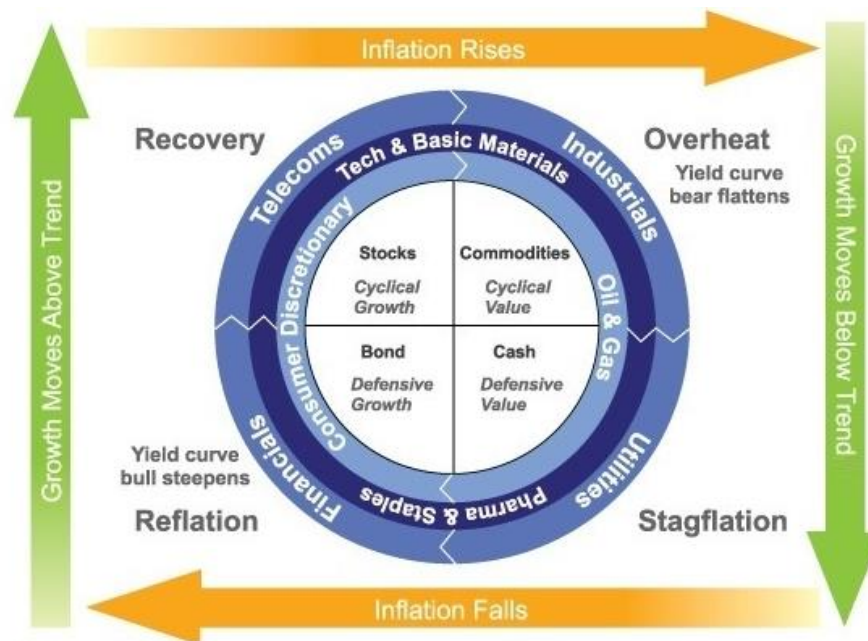 Inflation Rises
Recovery
Overheat
Yield curve
bear flattens
Growth Moves Above Trend
Growth Moves Below Trend
Telecoms
Tech & Basic Materials
Industrials
Consumer Discretionary
Oil & Gas
Stocks
Cyclical
Growth
Commodities
Cyclical
Value
Bond
Defensive
Growth
Cash
Defensive
Value
Financials
Pharma & Staples
Utilities
Yield curve
bull steepens
Reflation
Stagflation
Inflation Falls